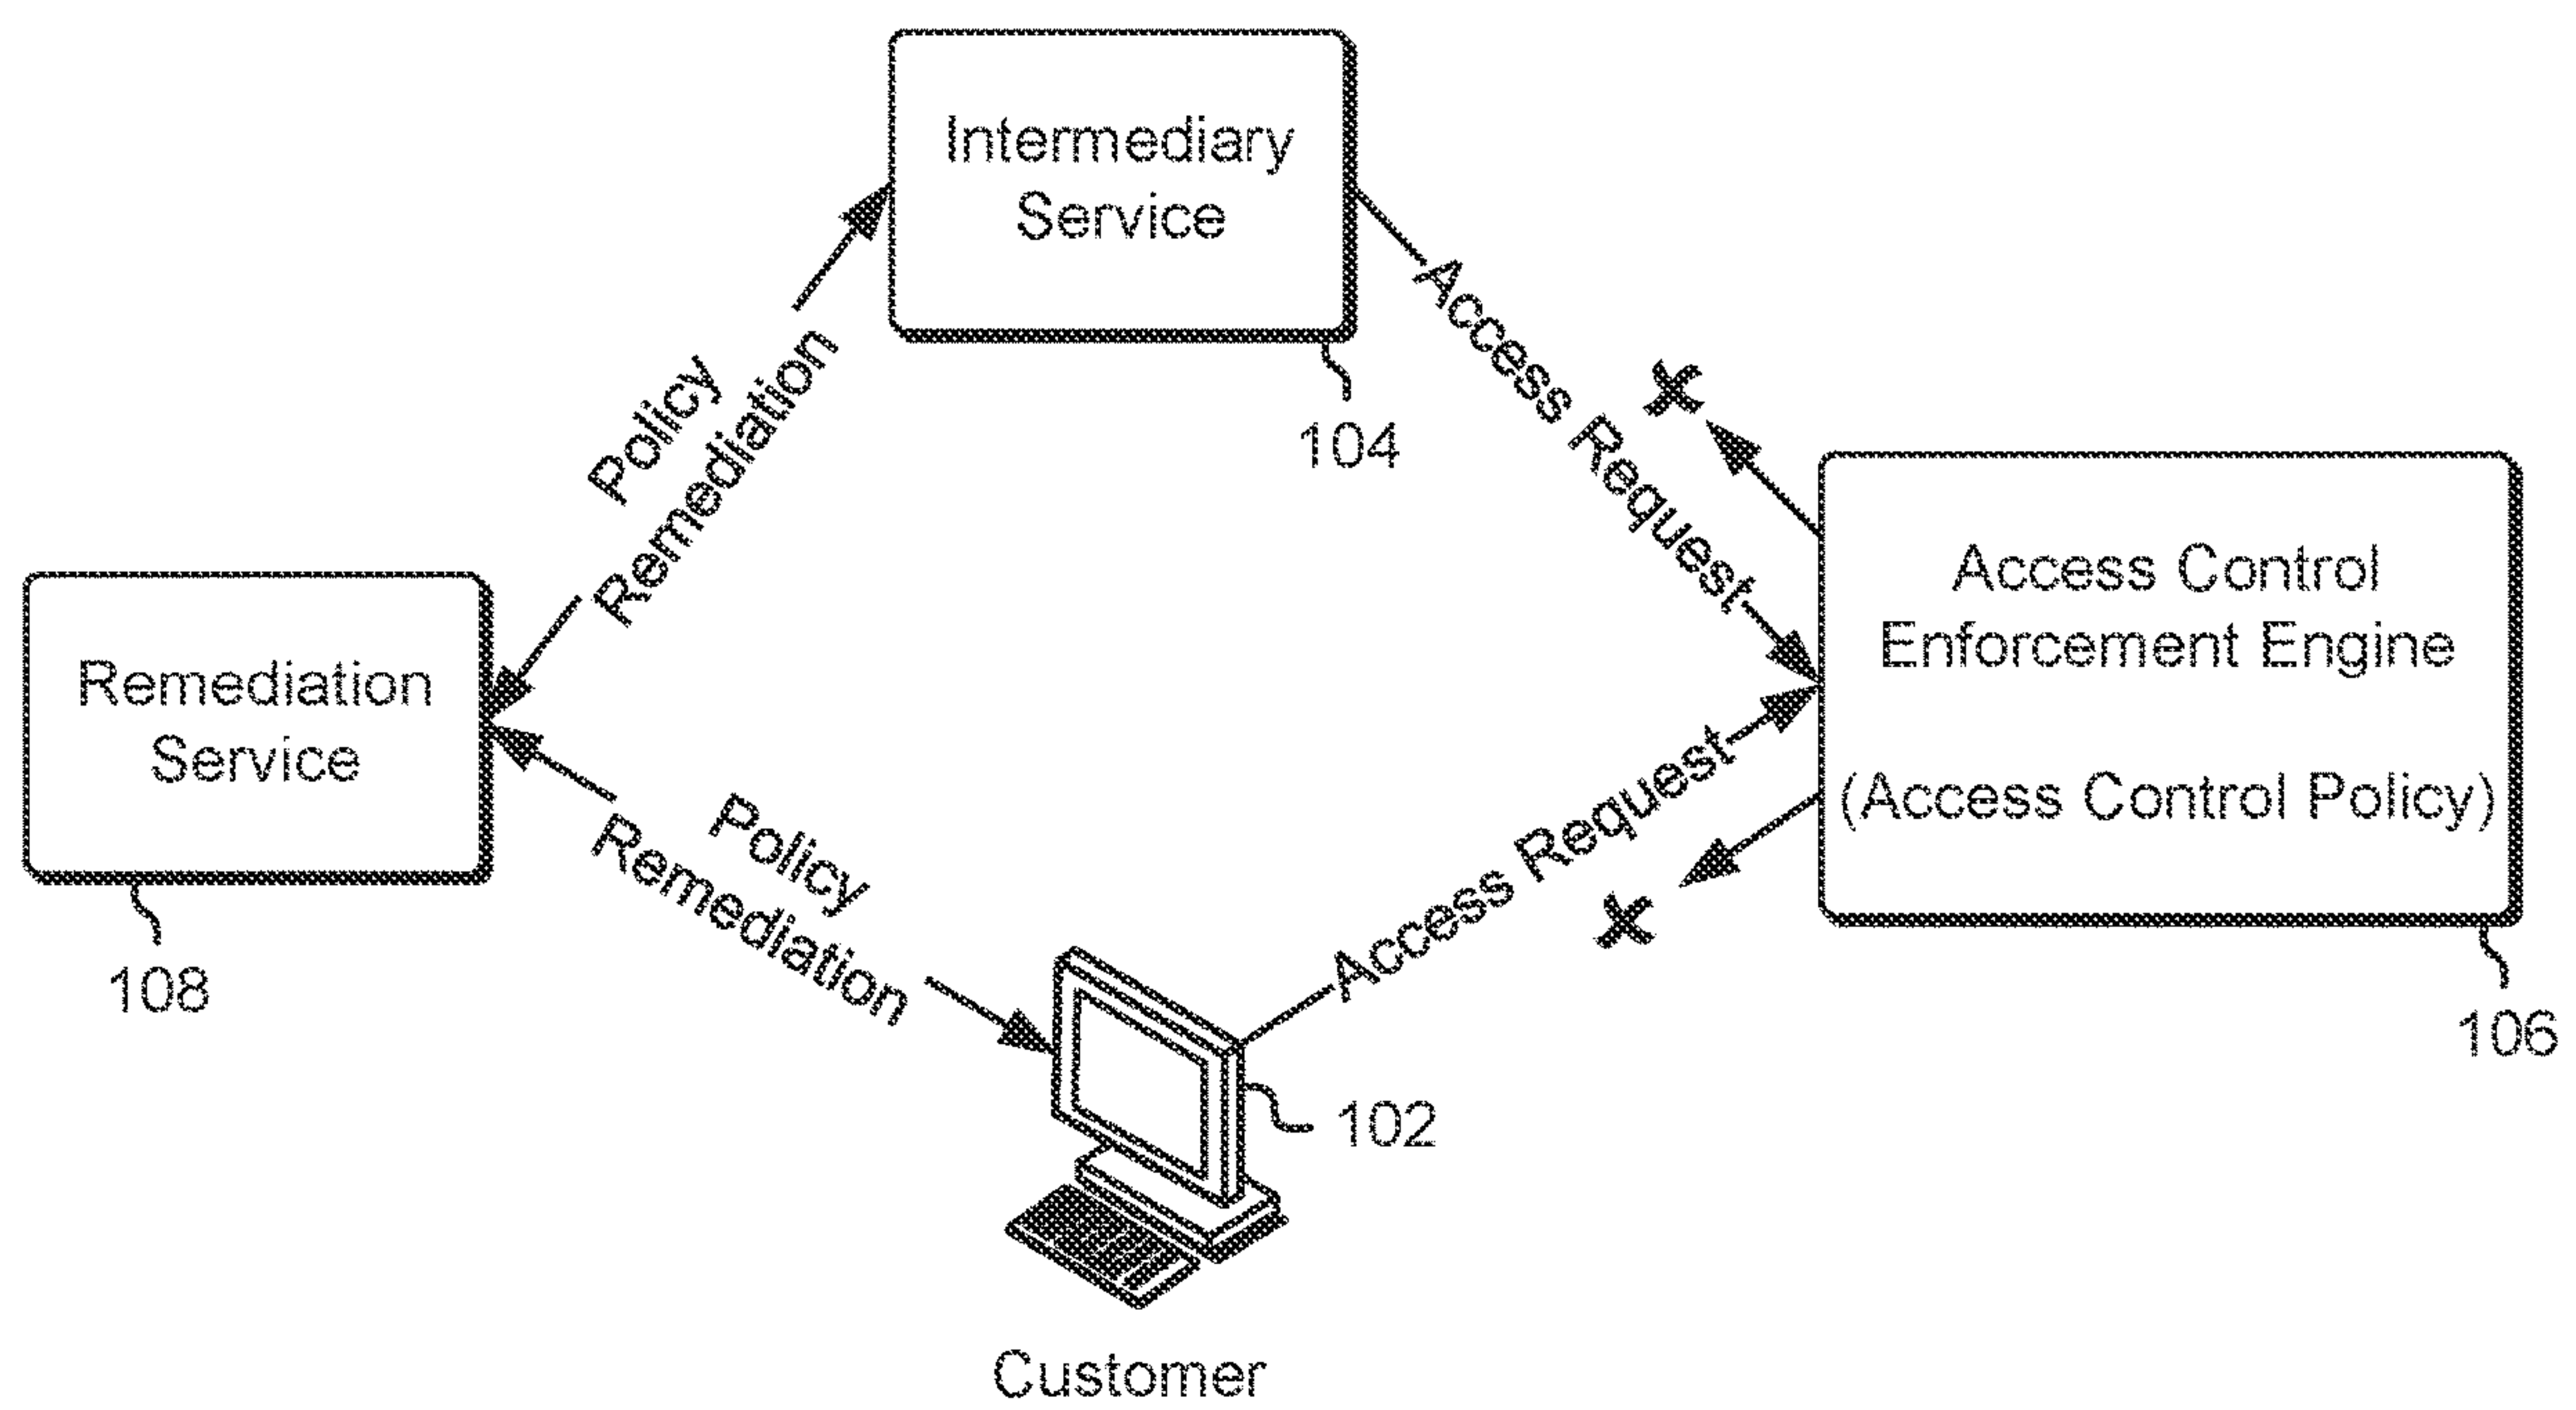 Intermediary
Service
104
Access Request
Policy
Remediation
Access Control
Enforcement Engine
(Access Control Policy)
106
Remediation
Service
108
Policy
Remediation
Access Request
102
Customer